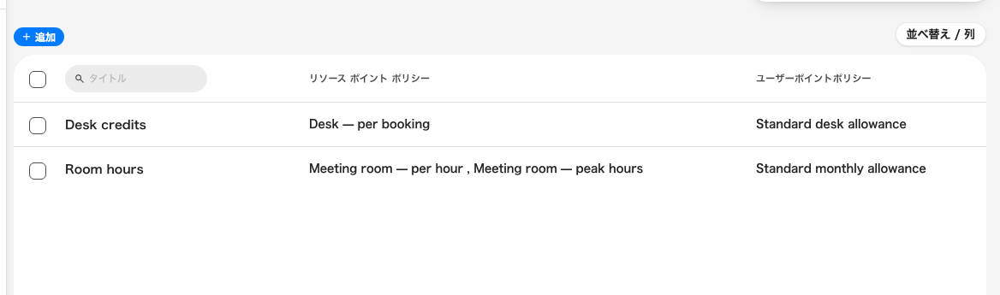 + 追加
並べ替え / 列
タイトル
リソース ポイント ポリシー
ユーザーポイントポリシー
Desk credits
Desk — per booking
Standard desk allowance
Room hours
Meeting room — per hour , Meeting room — peak hours
Standard monthly allowance